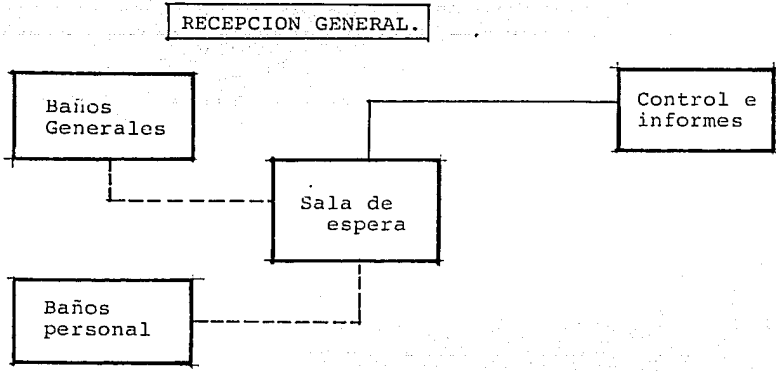 RECEPCION GENERAL.
Baños
Generales
Control e
informes
Sala de
espera
Baños
personal